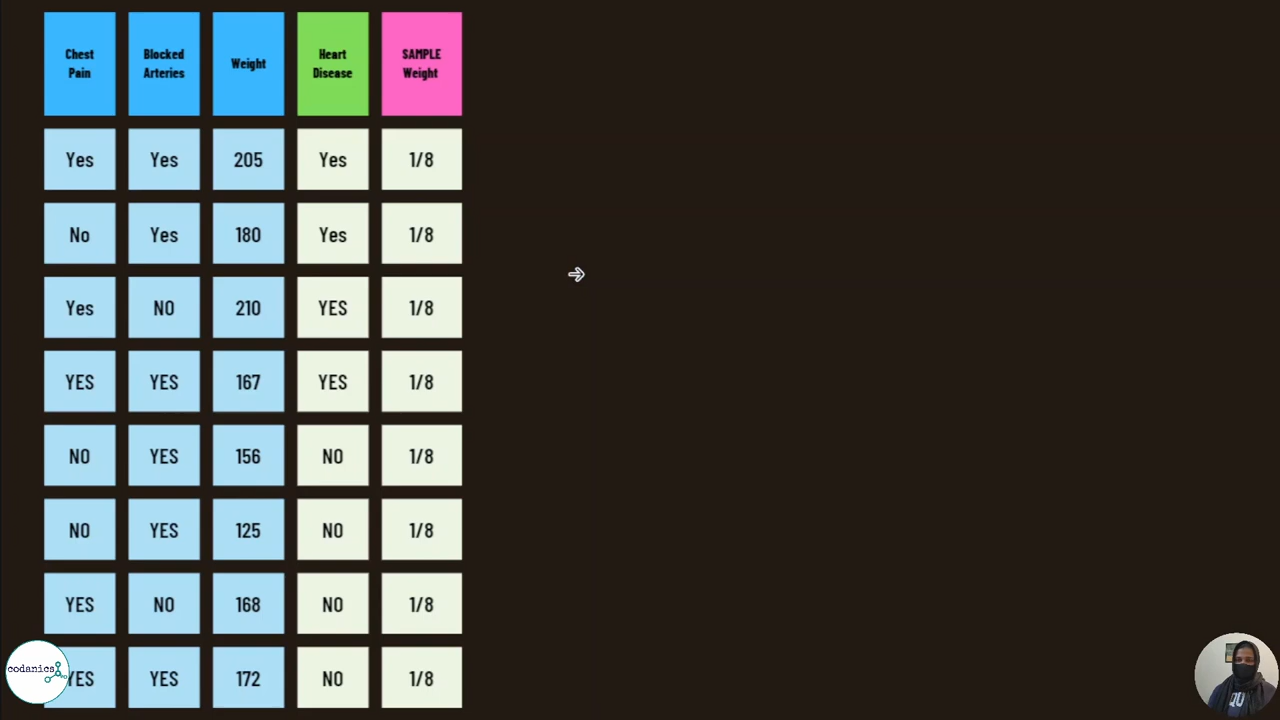 Chest Pain Blocked Arteries Weight Heart Disease SAMPLE Weight
Yes Yes 205 Yes 1/8
No Yes 180 Yes 1/8
Yes NO 210 YES 1/8
YES YES 167 YES 1/8
NO YES 156 NO 1/8
NO YES 125 NO 1/8
YES NO 168 NO 1/8
YES YES 172 NO 1/8
codanics
QU